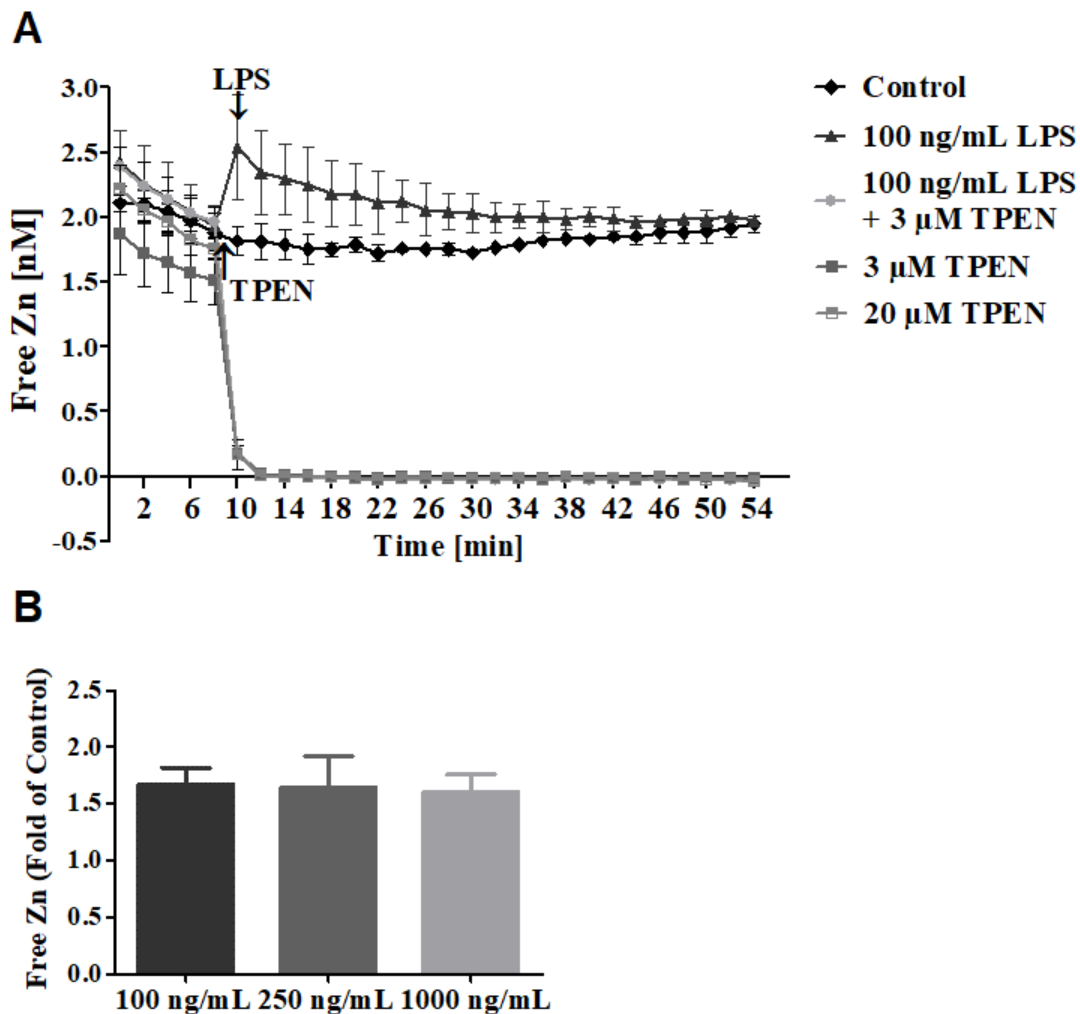 A
LPS
3.0
2.5
2.0
1.5
1.0
0.5
0.0
-0.5
Free Zn [nM]
TPEN
2 6 10 14 18 22 26 30 34 38 42 46 50 54
Time [min]
Control
100 ng/mL LPS
100 ng/mL LPS
+ 3 µM TPEN
3 µM TPEN
20 µM TPEN
B
Free Zn (Fold of Control)
2.5
2.0
1.5
1.0
0.5
0.0
100 ng/mL 250 ng/mL 1000 ng/mL